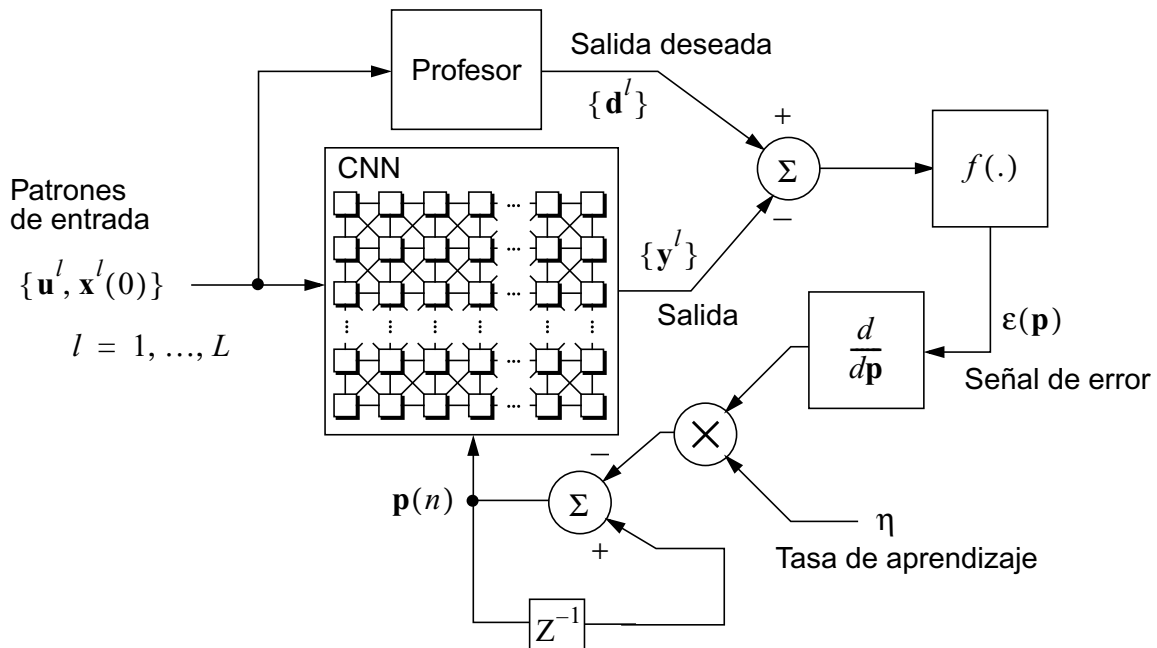 Profesor
Salida deseada
{d^l}
+
Σ
−
f(.)
CNN
Patrones
de entrada
{u^l, x^l(0)}
l = 1, ..., L
{y^l}
Salida
ε(p)
Señal de error
d
dp
×
−
Σ
+
p(n)
η
Tasa de aprendizaje
Z^−1